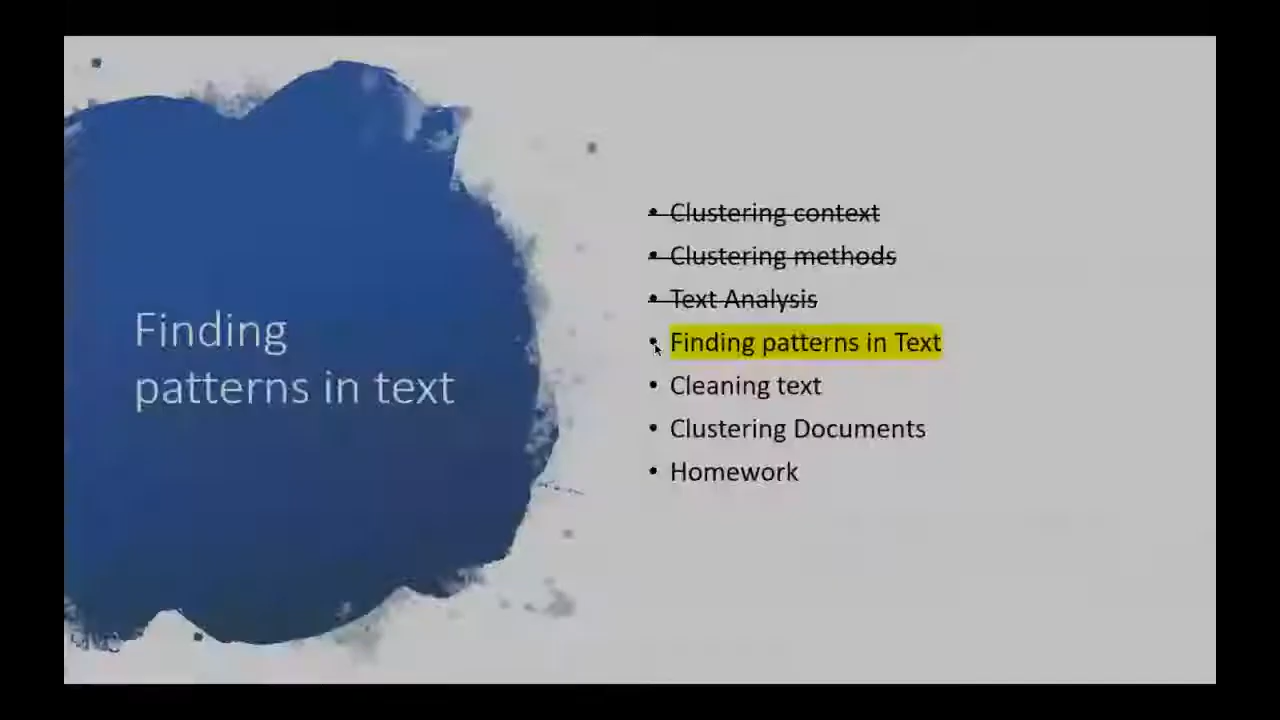 Finding
patterns in text
• Clustering context
• Clustering methods
• Text Analysis
• Finding patterns in Text
• Cleaning text
• Clustering Documents
• Homework